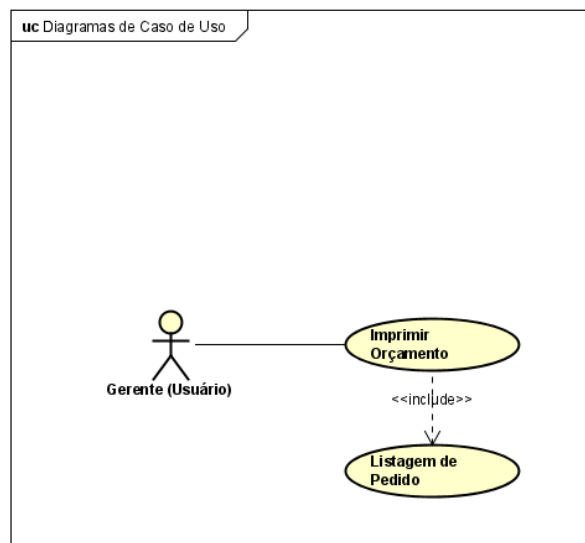 uc Diagramas de Caso de Uso
Imprimir
Orçamento
Gerente (Usuário)
<<include>>
Listagem de
Pedido